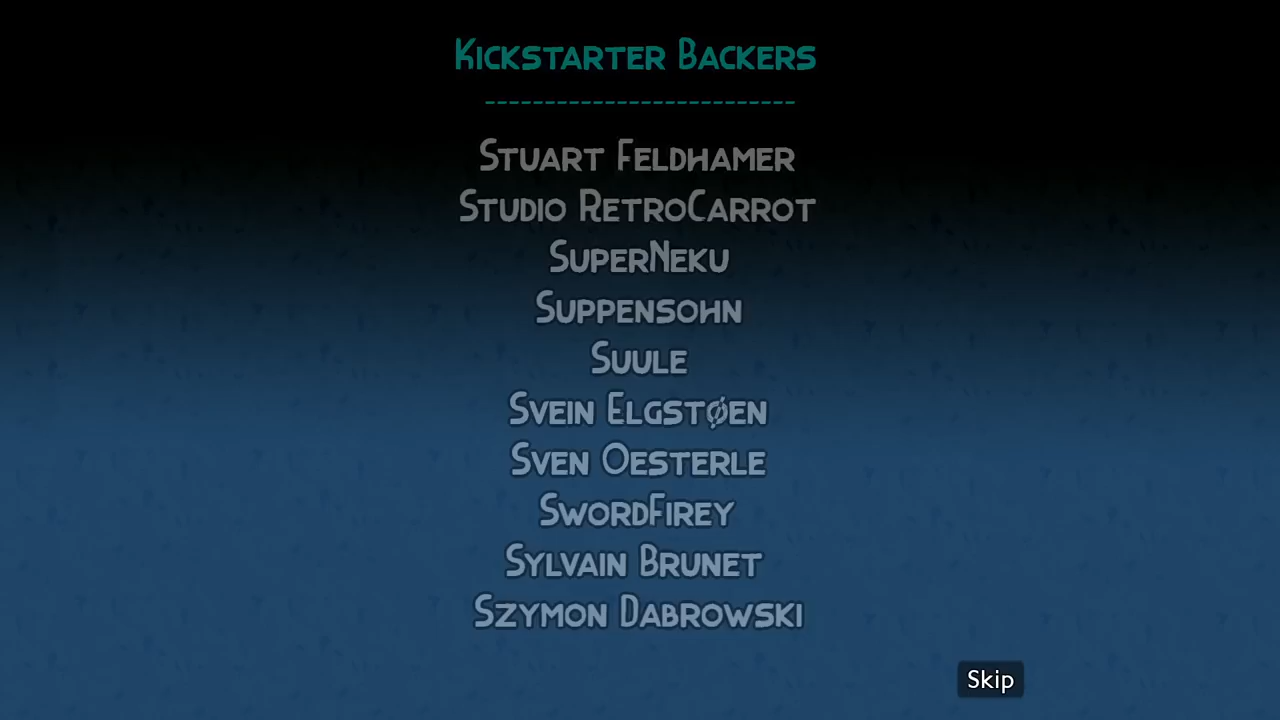 Kickstarter Backers
--------------------------
Stuart Feldhamer
Studio RetroCarrot
SuperNeku
Suppensohn
Suule
Svein Elgstøen
Sven Oesterle
SwordFirey
Sylvain Brunet
Szymon Dabrowski
Skip